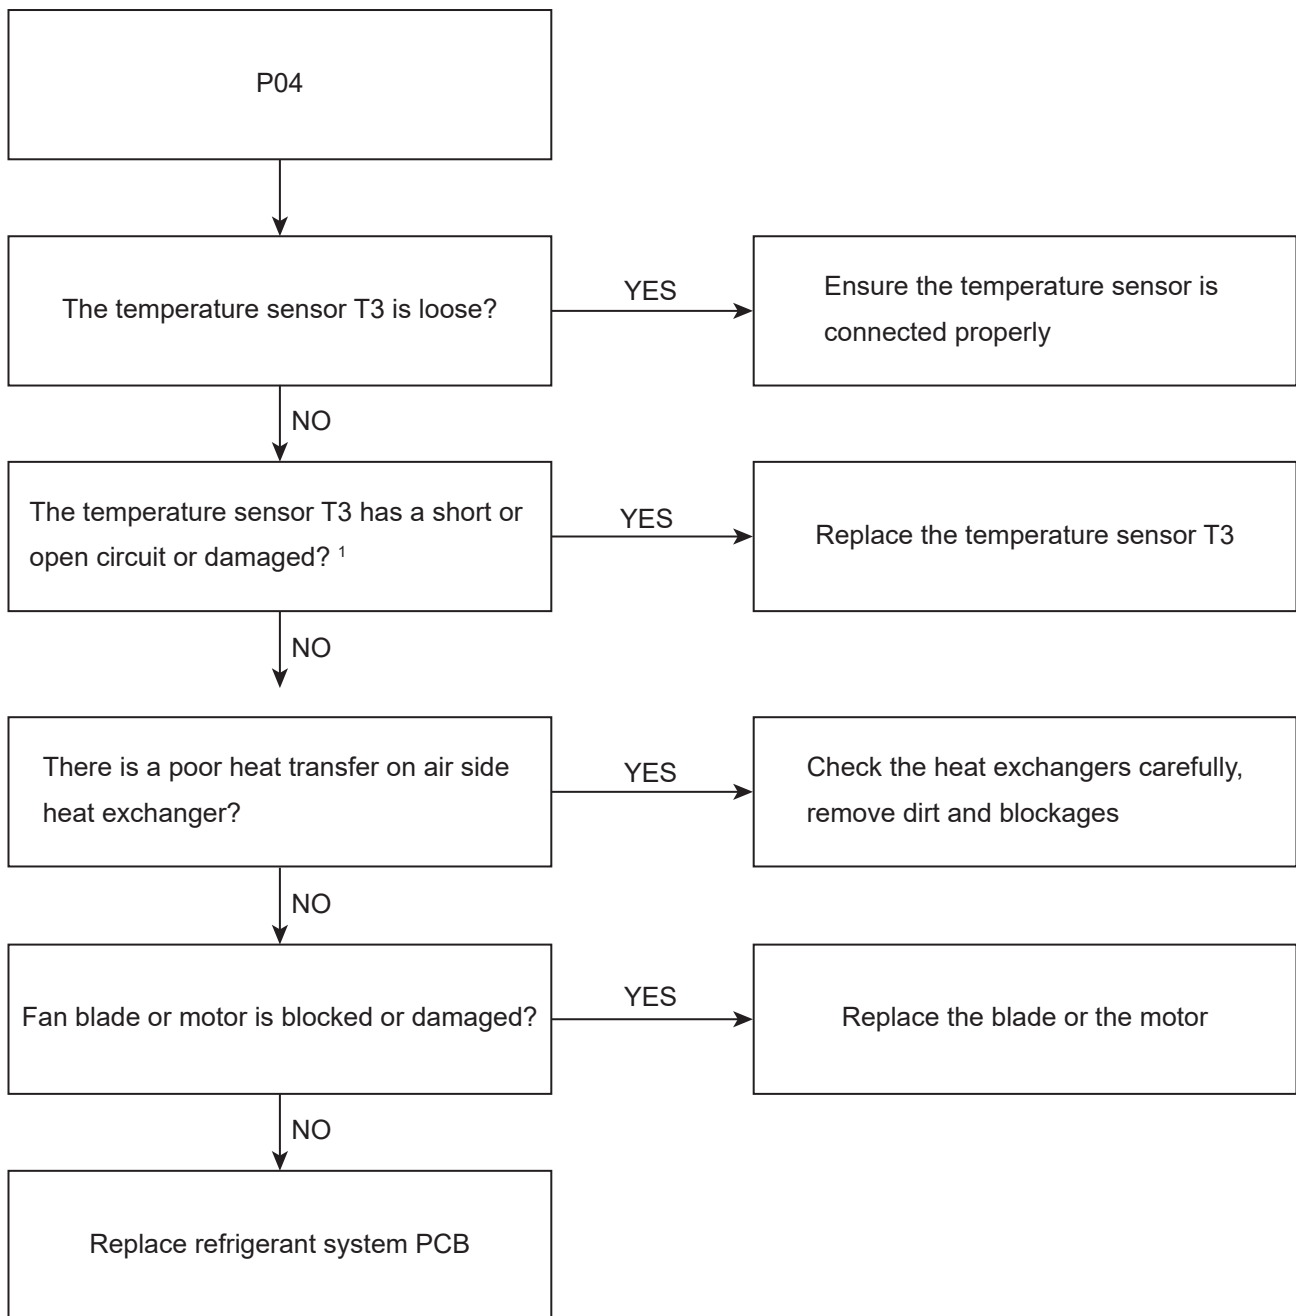 P04
The temperature sensor T3 is loose?
YES
Ensure the temperature sensor is
connected properly
NO
The temperature sensor T3 has a short or
open circuit or damaged? ¹
YES
Replace the temperature sensor T3
NO
There is a poor heat transfer on air side
heat exchanger?
YES
Check the heat exchangers carefully,
remove dirt and blockages
NO
Fan blade or motor is blocked or damaged?
YES
Replace the blade or the motor
NO
Replace refrigerant system PCB